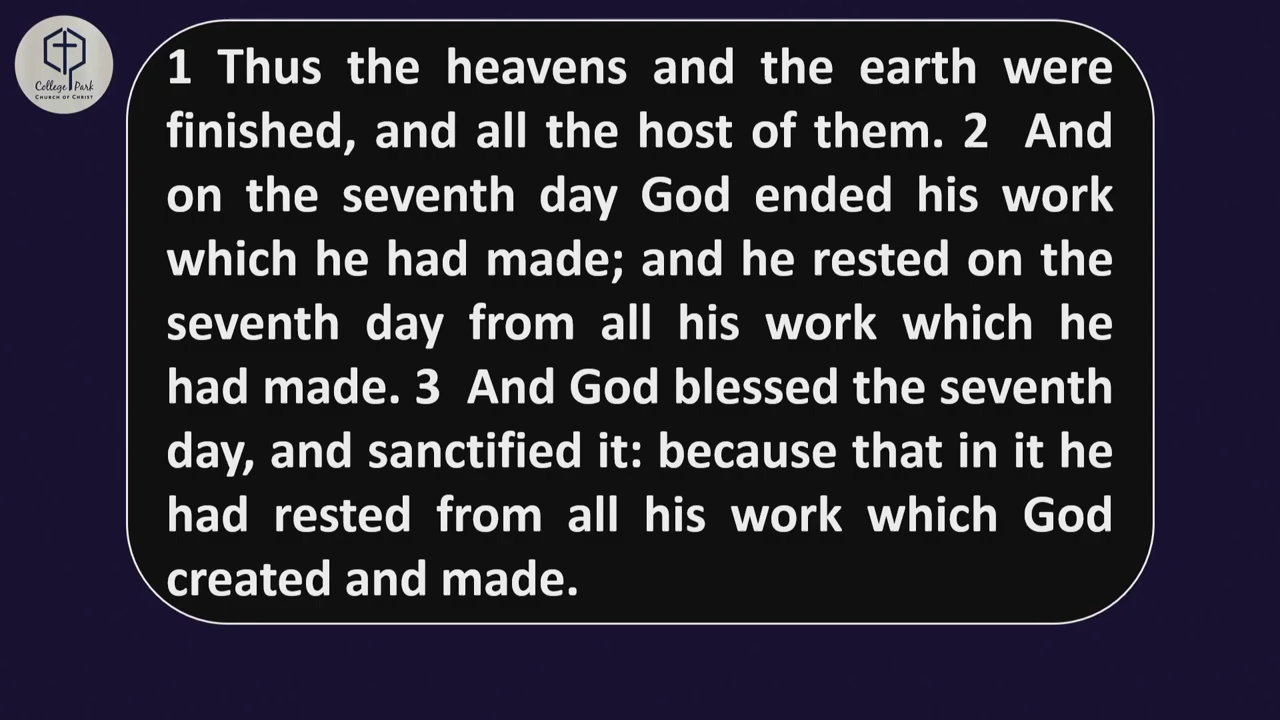 College Park
CHURCH OF CHRIST
1 Thus the heavens and the earth were
finished, and all the host of them. 2 And
on the seventh day God ended his work
which he had made; and he rested on the
seventh day from all his work which he
had made. 3 And God blessed the seventh
day, and sanctified it: because that in it he
had rested from all his work which God
created and made.